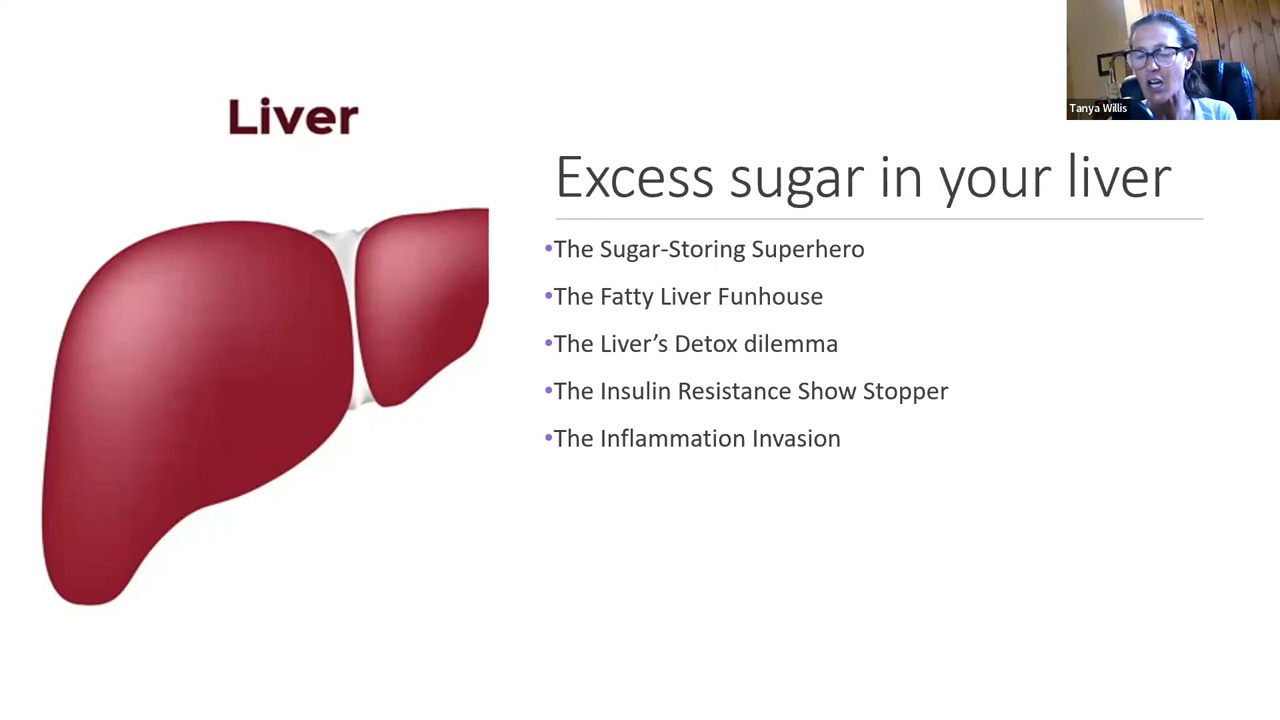 Tanya Willis
Liver
Excess sugar in your liver
•The Sugar-Storing Superhero
•The Fatty Liver Funhouse
•The Liver’s Detox dilemma
•The Insulin Resistance Show Stopper
•The Inflammation Invasion